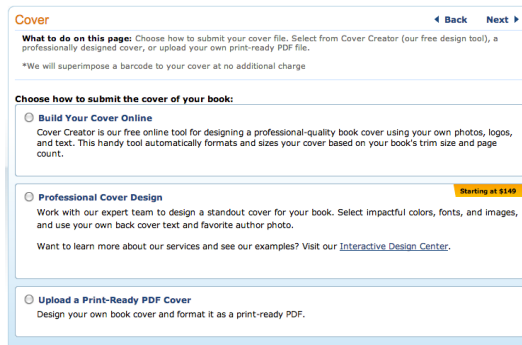 Cover
Back Next
What to do on this page: Choose how to submit your cover file. Select from Cover Creator (our free design tool), a
professionally designed cover, or upload your own print-ready PDF file.
*We will superimpose a barcode to your cover at no additional charge
Choose how to submit the cover of your book:
Build Your Cover Online
Cover Creator is our free online tool for designing a professional-quality book cover using your own photos, logos,
and text. This handy tool automatically formats and sizes your cover based on your book's trim size and page
count.
Starting at $149
Professional Cover Design
Work with our expert team to design a standout cover for your book. Select impactful colors, fonts, and images,
and use your own back cover text and favorite author photo.
Want to learn more about our services and see our examples? Visit our Interactive Design Center.
Upload a Print-Ready PDF Cover
Design your own book cover and format it as a print-ready PDF.